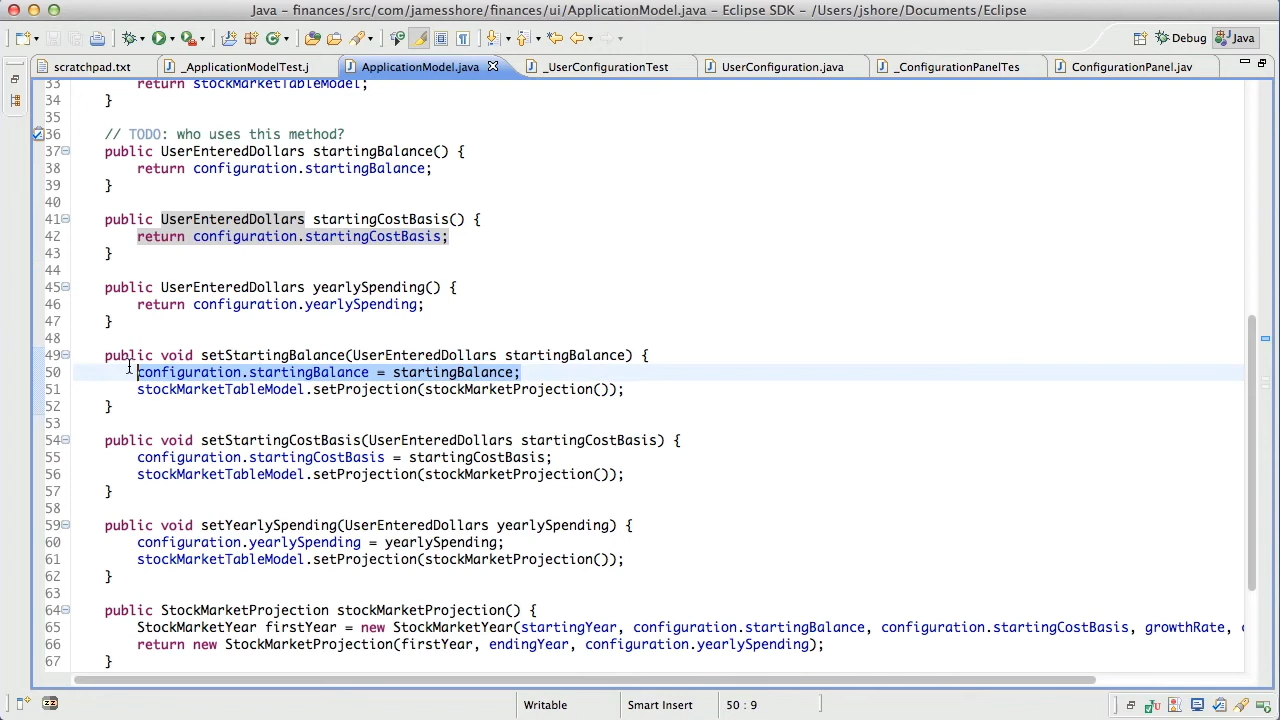 Java - finances/src/com/jamesshore/finances/ui/ApplicationModel.java - Eclipse SDK - /Users/jshore/Documents/Eclipse
Debug Java
scratchpad.txt _ApplicationModelTest.j ApplicationModel.java _UserConfigurationTest UserConfiguration.java _ConfigurationPanelTes ConfigurationPanel.jav
33 return stockMarketTableModel;
34 }
35
36 // TODO: who uses this method?
37 public UserEnteredDollars startingBalance() {
38 return configuration.startingBalance;
39 }
40
41 public UserEnteredDollars startingCostBasis() {
42 return configuration.startingCostBasis;
43 }
44
45 public UserEnteredDollars yearlySpending() {
46 return configuration.yearlySpending;
47 }
48
49 public void setStartingBalance(UserEnteredDollars startingBalance) {
50 configuration.startingBalance = startingBalance;
51 stockMarketTableModel.setProjection(stockMarketProjection());
52 }
53
54 public void setStartingCostBasis(UserEnteredDollars startingCostBasis) {
55 configuration.startingCostBasis = startingCostBasis;
56 stockMarketTableModel.setProjection(stockMarketProjection());
57 }
58
59 public void setYearlySpending(UserEnteredDollars yearlySpending) {
60 configuration.yearlySpending = yearlySpending;
61 stockMarketTableModel.setProjection(stockMarketProjection());
62 }
63
64 public StockMarketProjection stockMarketProjection() {
65 StockMarketYear firstYear = new StockMarketYear(startingYear, configuration.startingBalance, configuration.startingCostBasis, growthRate,
66 return new StockMarketProjection(firstYear, endingYear, configuration.yearlySpending);
67 }
Writable Smart Insert 50 : 9